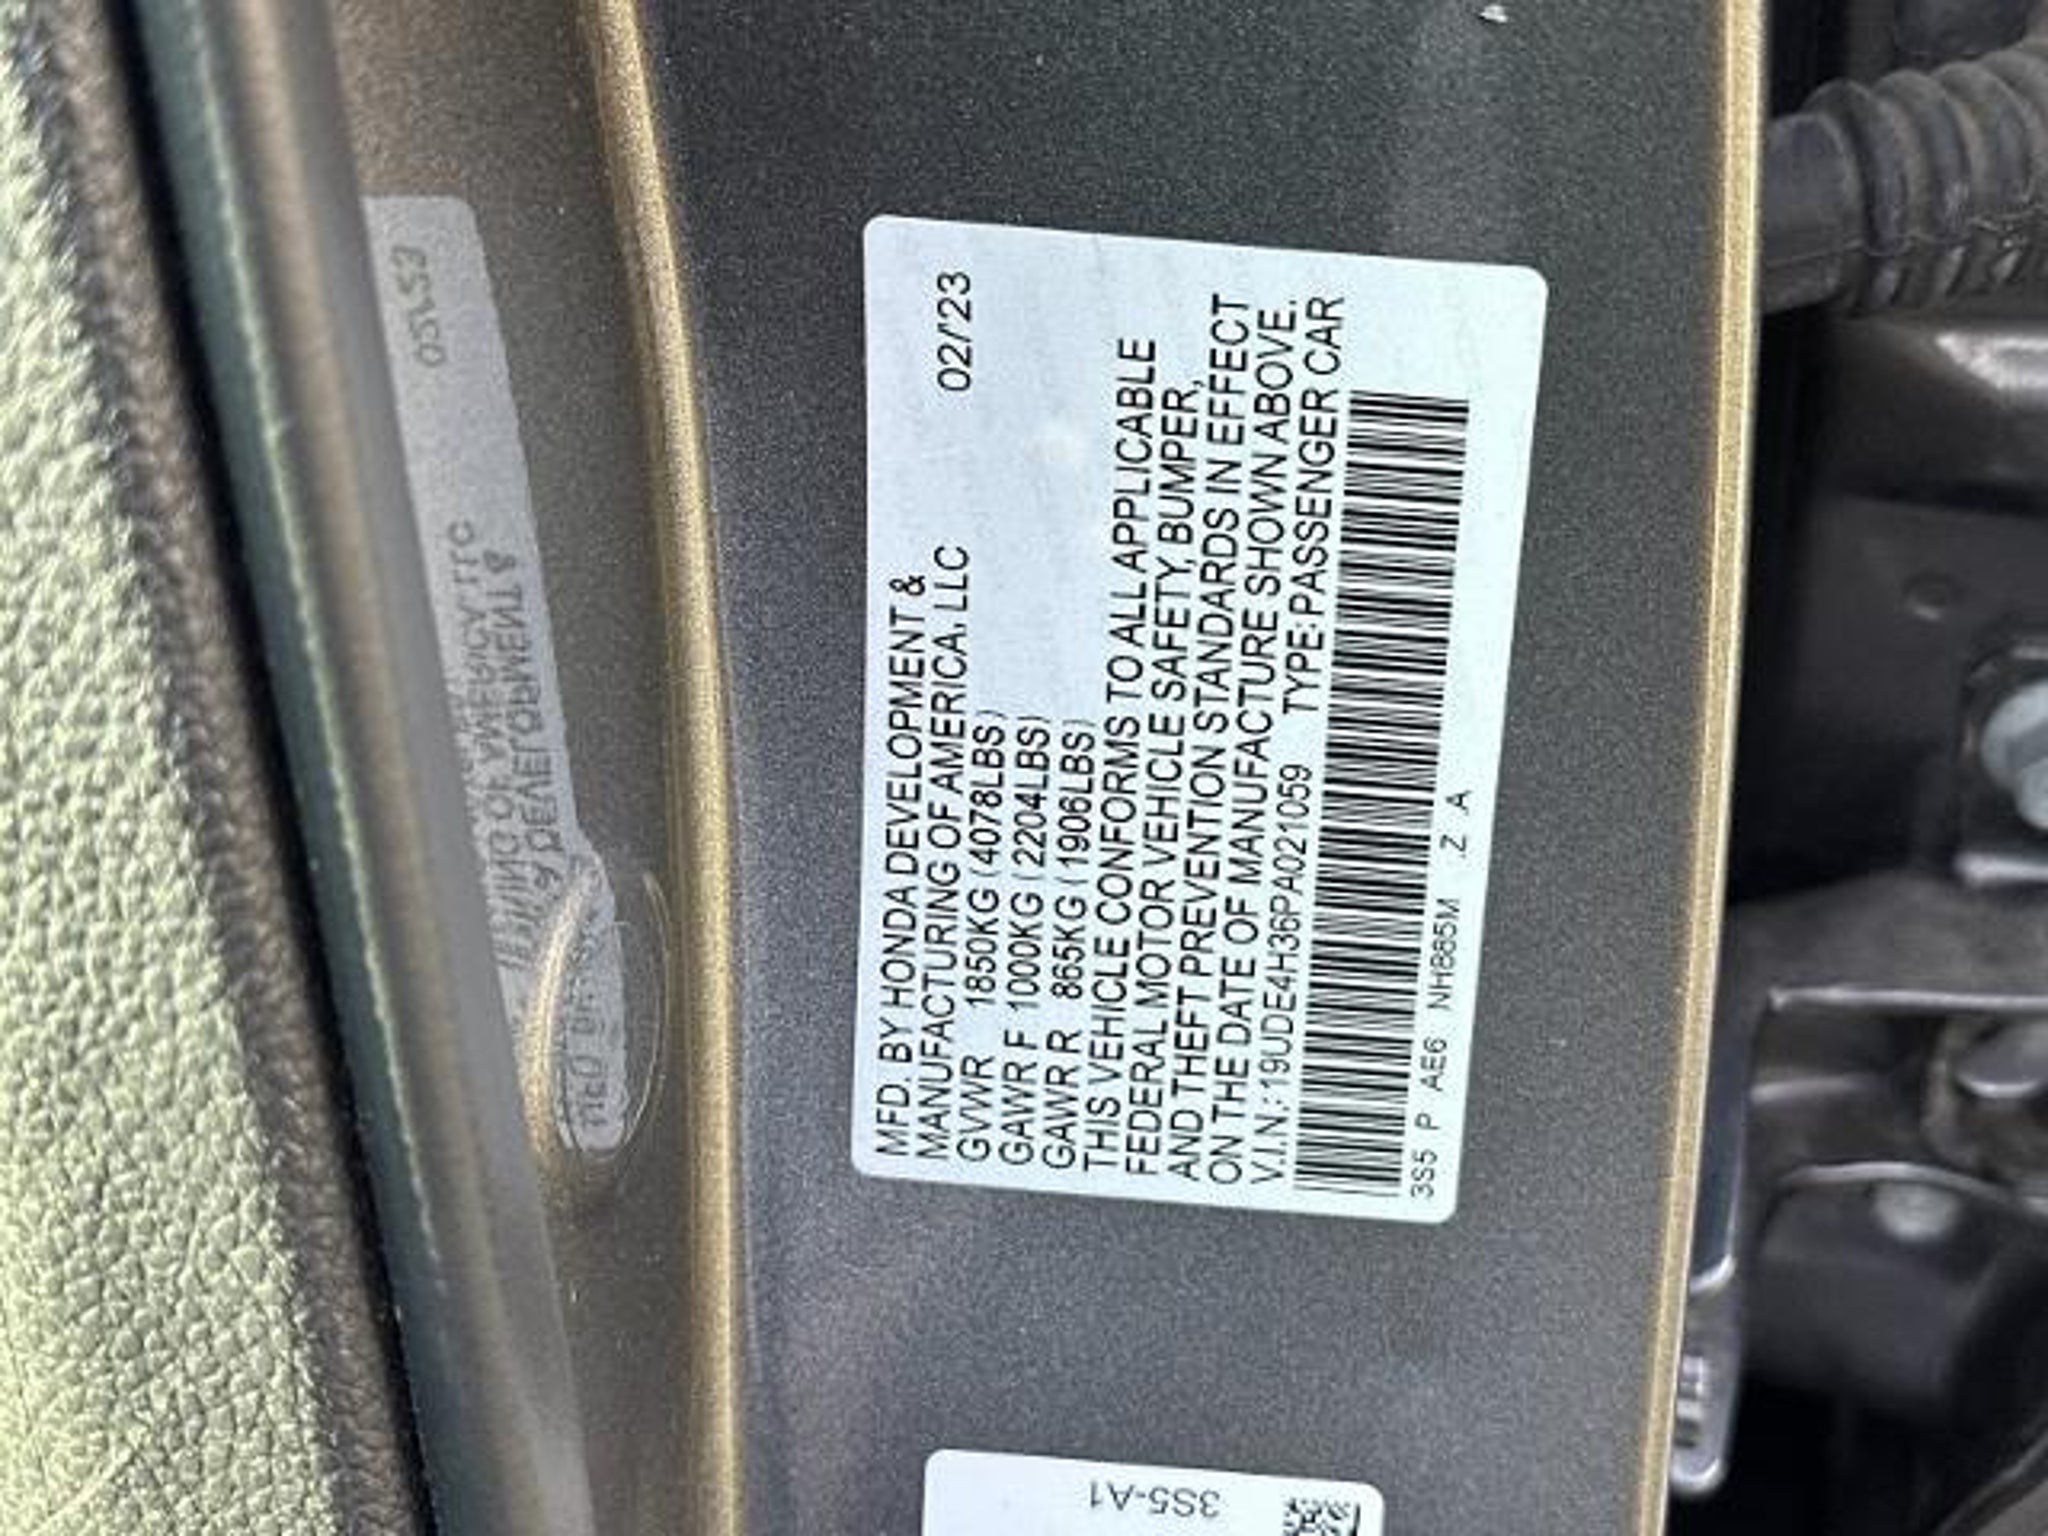 MFD. BY HONDA DEVELOPMENT &
MANUFACTURING OF AMERICA, LLC 02/'23
GVWR 1850KG (4078LBS)
GAWR F 1000KG (2204LBS)
GAWR R 865KG (1906LBS)
THIS VEHICLE CONFORMS TO ALL APPLICABLE
FEDERAL MOTOR VEHICLE SAFETY, BUMPER,
AND THEFT PREVENTION STANDARDS IN EFFECT
ON THE DATE OF MANUFACTURE SHOWN ABOVE.
V.I.N.: 19UDE4H36PA021059 TYPE: PASSENGER CAR
3S5 P AE6 NH885M .Z A
3S5-A1